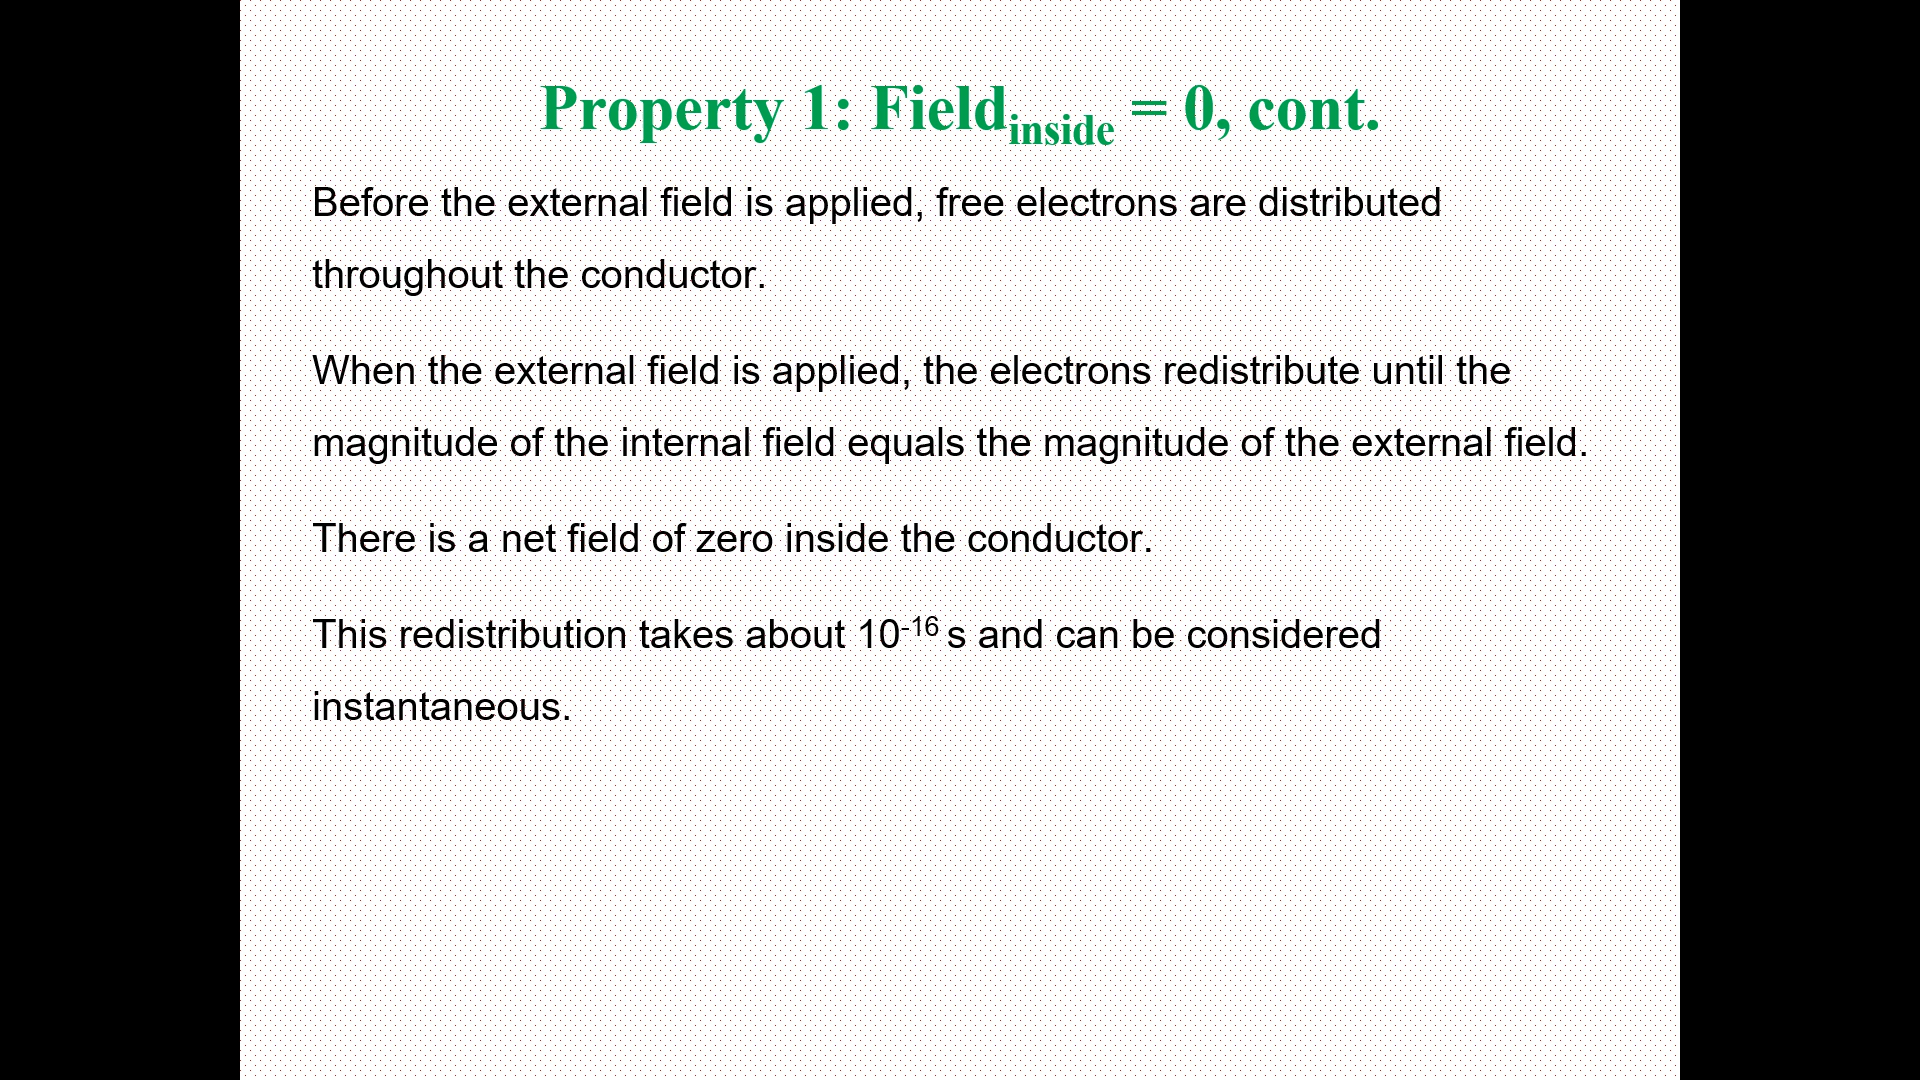 Property 1: Fieldinside = 0, cont.
Before the external field is applied, free electrons are distributed
throughout the conductor.
When the external field is applied, the electrons redistribute until the
magnitude of the internal field equals the magnitude of the external field.
There is a net field of zero inside the conductor.
This redistribution takes about 10-16 s and can be considered
instantaneous.